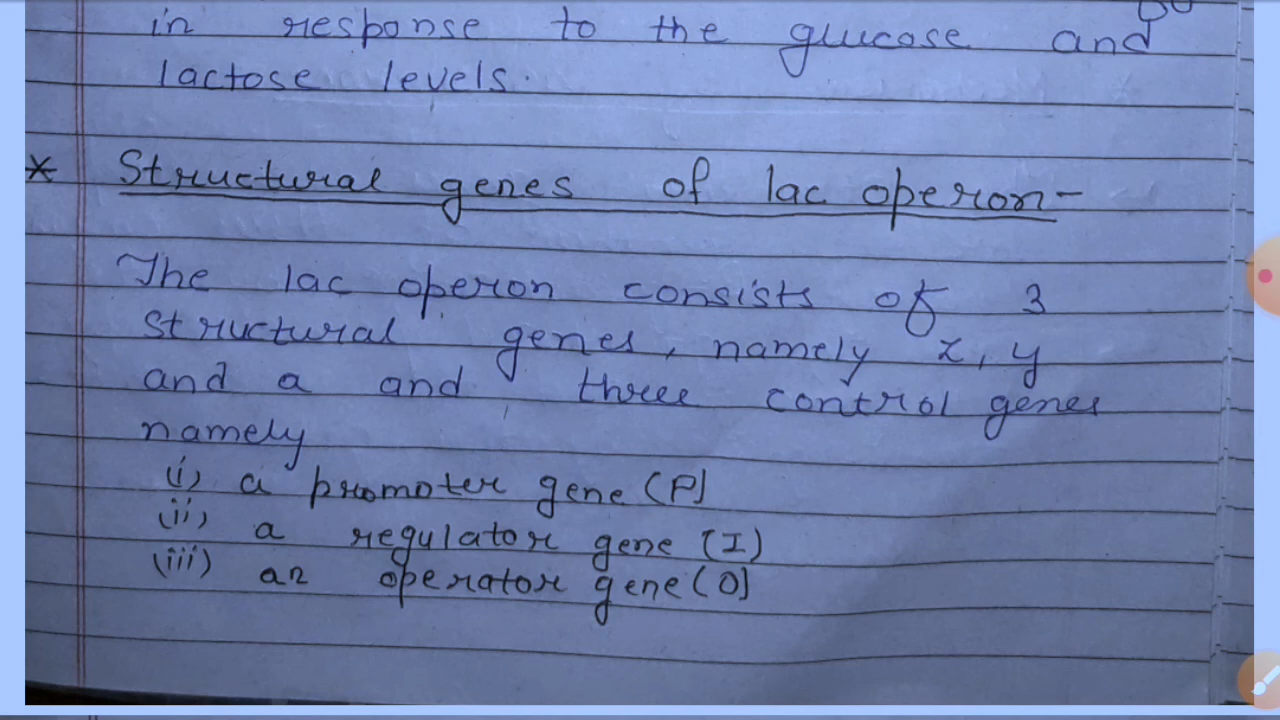 in response to the glucose and
lactose levels.
* Structural genes of lac operon-
The lac operon consists of 3
structural genes, namely z, y
and a and three control genes
namely
(i) a promoter gene (P)
(ii) a regulator gene (I)
(iii) an operator gene (O)